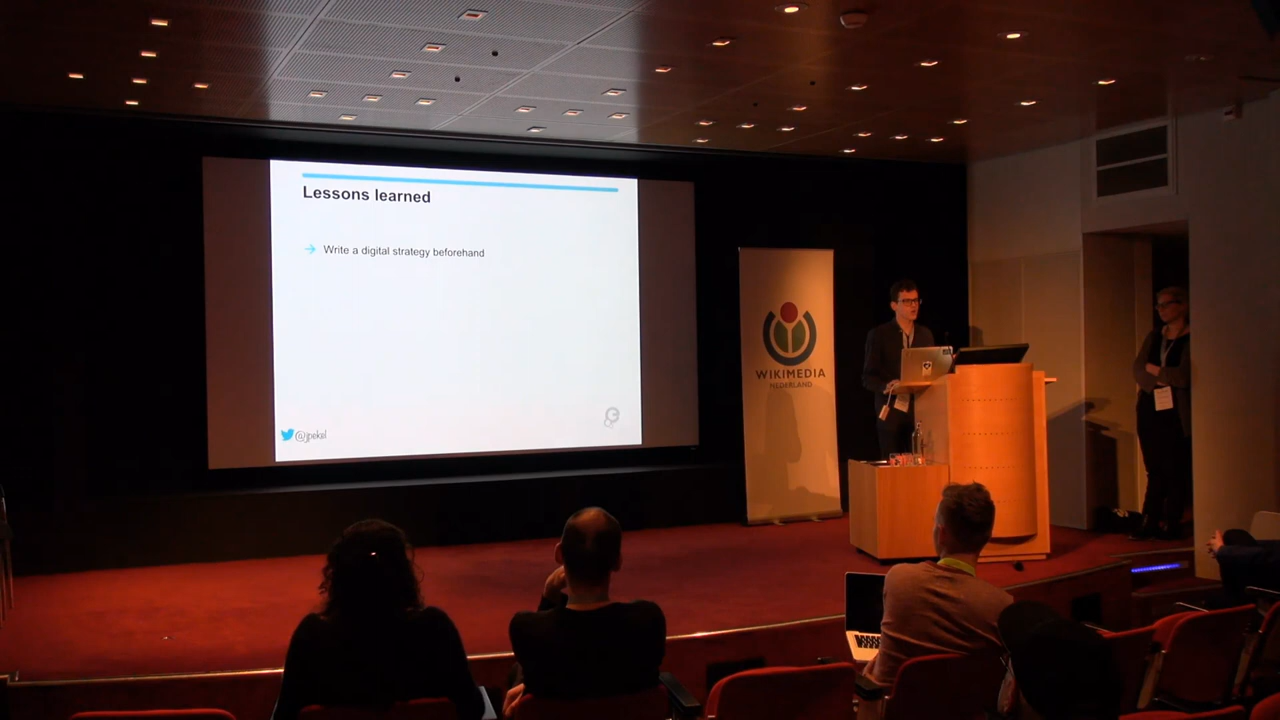 Lessons learned
Write a digital strategy beforehand
@jpekel
WIKIMEDIA
NEDERLAND